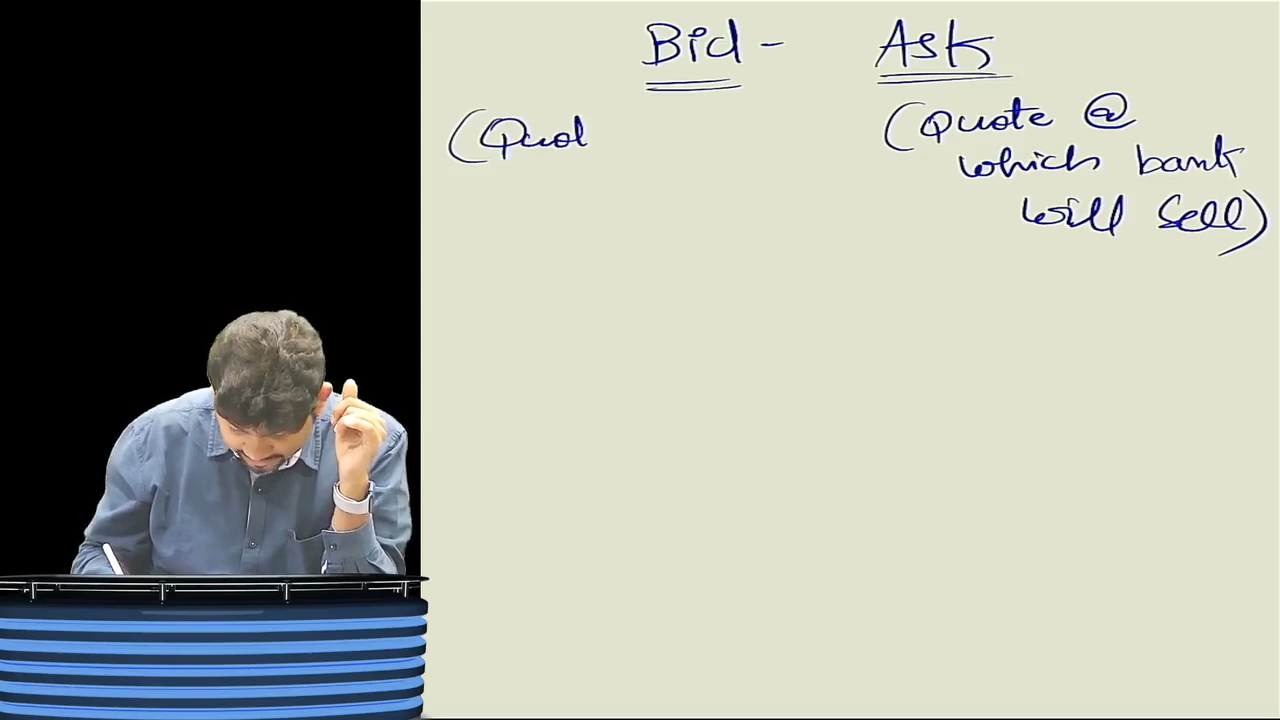 Bid - Ask
(Quot
(Quote @
which bank
will sell)